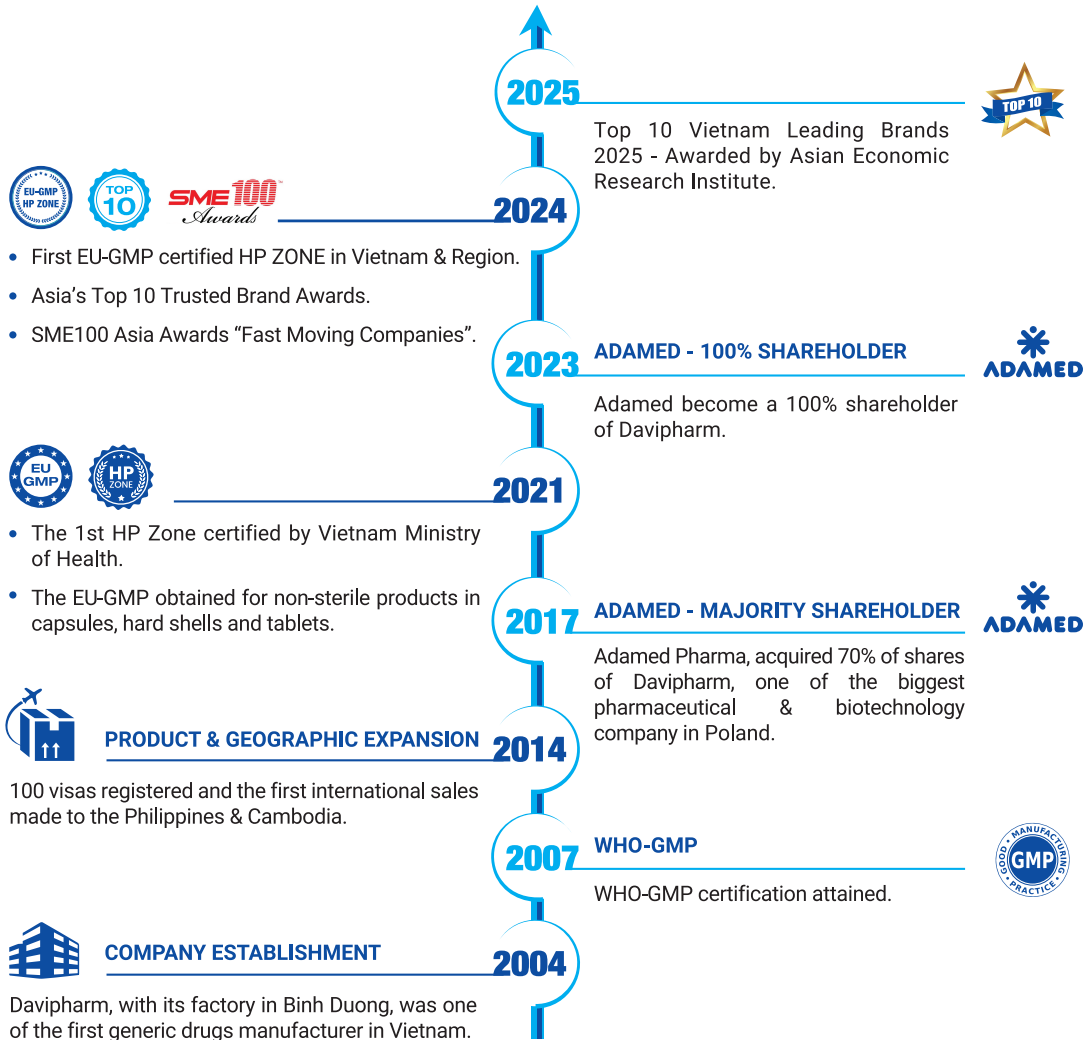 2025
TOP 10
Top 10 Vietnam Leading Brands
2025 - Awarded by Asian Economic
Research Institute.
EU-GMP
HP ZONE
TOP
10
SME100™
Awards
2024
• First EU-GMP certified HP ZONE in Vietnam & Region.
• Asia's Top 10 Trusted Brand Awards.
• SME100 Asia Awards “Fast Moving Companies”.
2023
ADAMED - 100% SHAREHOLDER
ADAMED
Adamed become a 100% shareholder
of Davipharm.
EU
GMP
HP
ZONE
2021
• The 1st HP Zone certified by Vietnam Ministry
of Health.
• The EU-GMP obtained for non-sterile products in
capsules, hard shells and tablets.
2017
ADAMED - MAJORITY SHAREHOLDER
ADAMED
Adamed Pharma, acquired 70% of shares
of Davipharm, one of the biggest
pharmaceutical & biotechnology
company in Poland.
PRODUCT & GEOGRAPHIC EXPANSION
2014
100 visas registered and the first international sales
made to the Philippines & Cambodia.
2007
WHO-GMP
GOOD • MANUFACTURING • PRACTICE
GMP
WHO-GMP certification attained.
COMPANY ESTABLISHMENT
2004
Davipharm, with its factory in Binh Duong, was one
of the first generic drugs manufacturer in Vietnam.